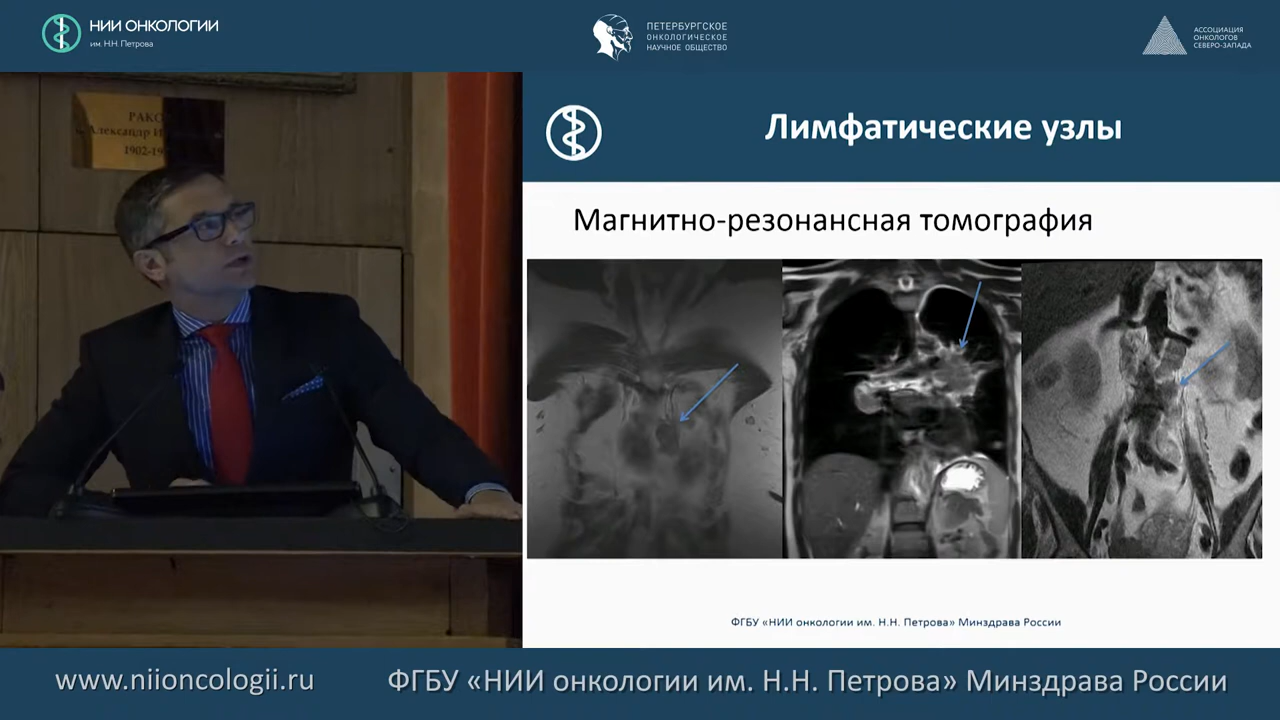 НИИ ОНКОЛОГИИ
им. Н.Н. Петрова
ПЕТЕРБУРГСКОЕ
ОНКОЛОГИЧЕСКОЕ
НАУЧНОЕ ОБЩЕСТВО
АССОЦИАЦИЯ
ОНКОЛОГОВ
СЕВЕРО-ЗАПАДА
Александр И
1902-19
Лимфатические узлы
Магнитно-резонансная томография
ФГБУ «НИИ онкологии им. Н.Н. Петрова» Минздрава России
www.niioncologii.ru
ФГБУ «НИИ онкологии им. Н.Н. Петрова» Минздрава России